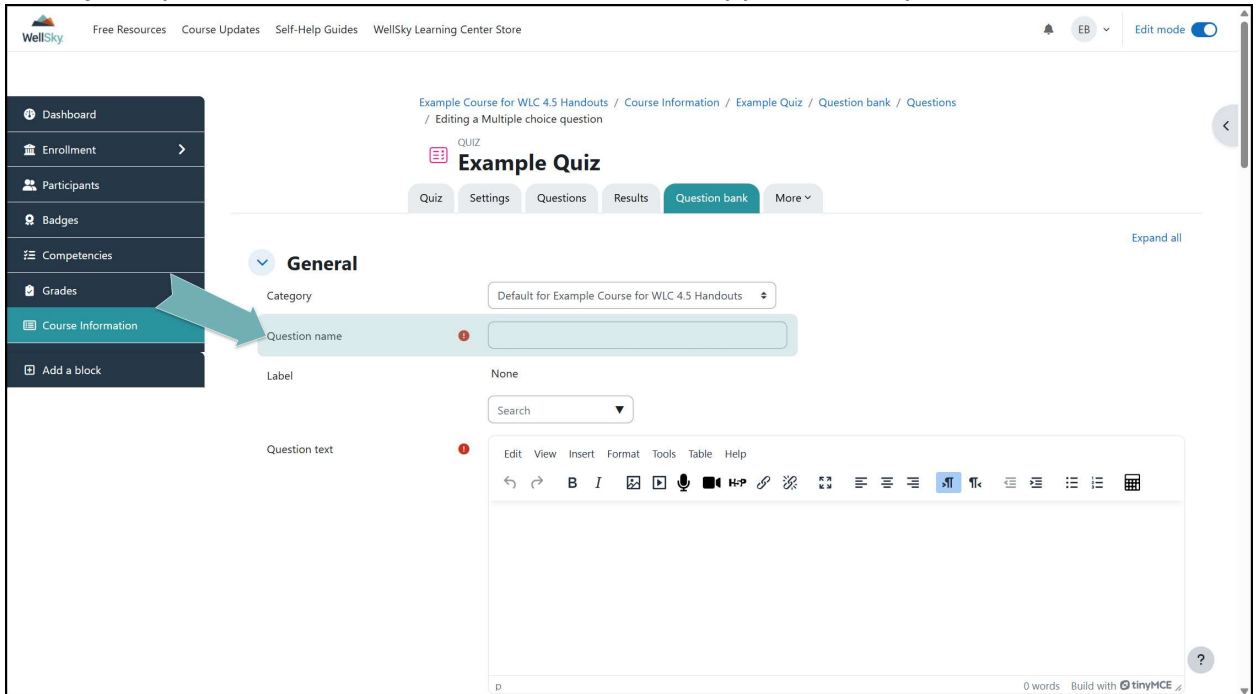 WellSky
Free Resources Course Updates Self-Help Guides WellSky Learning Center Store EB Edit mode
Dashboard
Enrollment
Participants
Badges
Competencies
Grades
Course Information
Add a block
Example Course for WLC 4.5 Handouts / Course Information / Example Quiz / Question bank / Questions
/ Editing a Multiple choice question
QUIZ
Example Quiz
Quiz Settings Questions Results Question bank More
Expand all
General
Category Default for Example Course for WLC 4.5 Handouts
Question name
Label None
Search
Question text
Edit View Insert Format Tools Table Help
B I H-P
p 0 words Build with tinyMCE
?